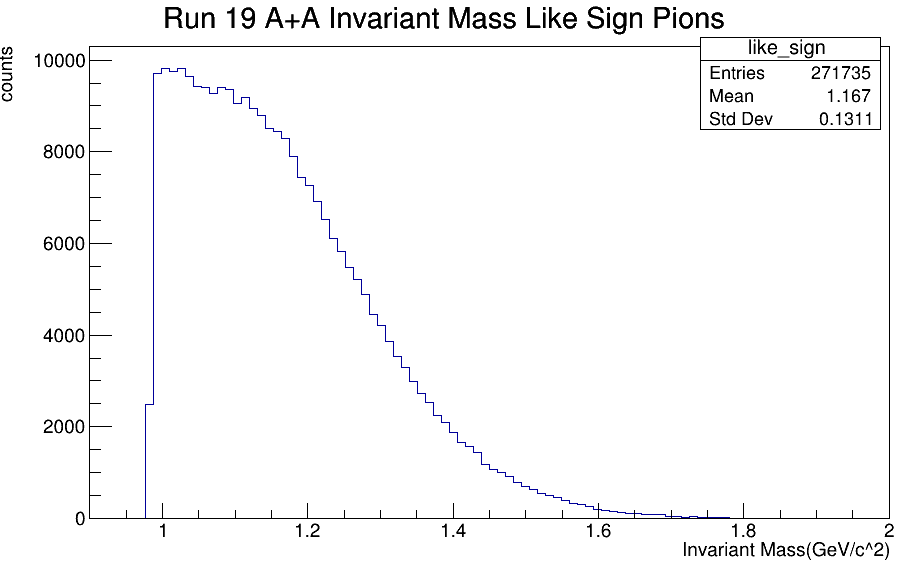 Run 19 A+A Invariant Mass Like Sign Pions
counts
like_sign
Entries 271735
Mean 1.167
Std Dev 0.1311
10000
8000
6000
4000
2000
0
1 1.2 1.4 1.6 1.8 2
Invariant Mass(GeV/c^2)